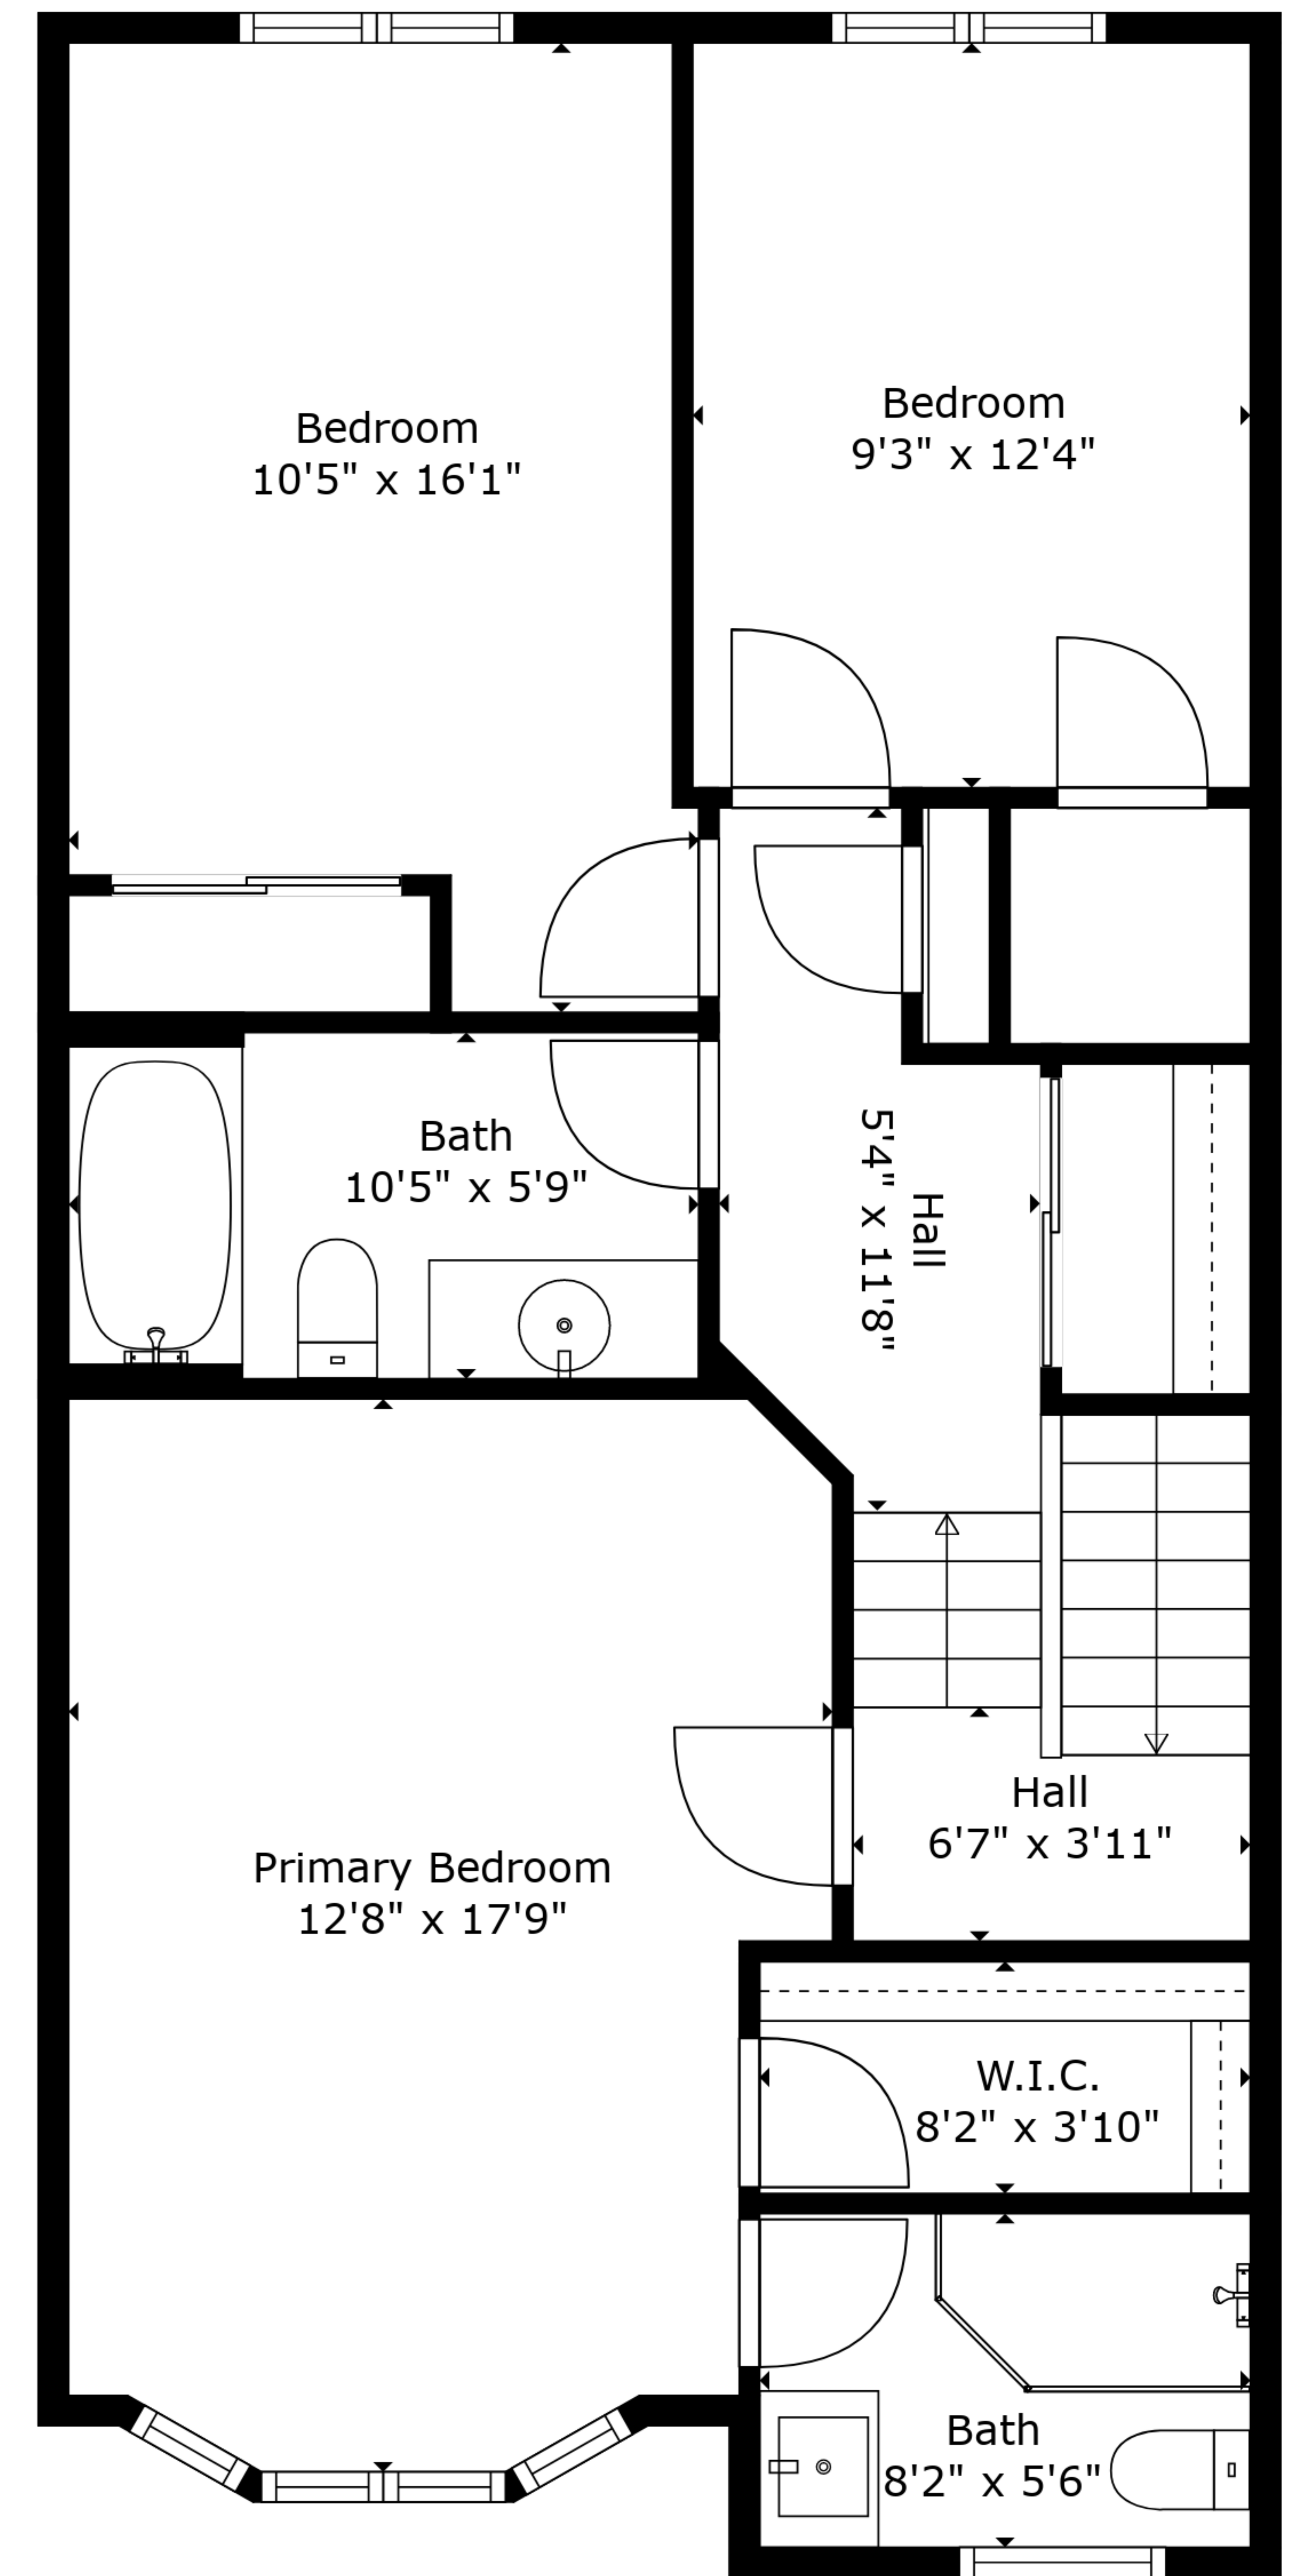 Bedroom
10'5" x 16'1"
Bedroom
9'3" x 12'4"
Bath
10'5" x 5'9"
Hall
5'4" x 11'8"
Hall
6'7" x 3'11"
Primary Bedroom
12'8" x 17'9"
W.I.C.
8'2" x 3'10"
Bath
8'2" x 5'6"